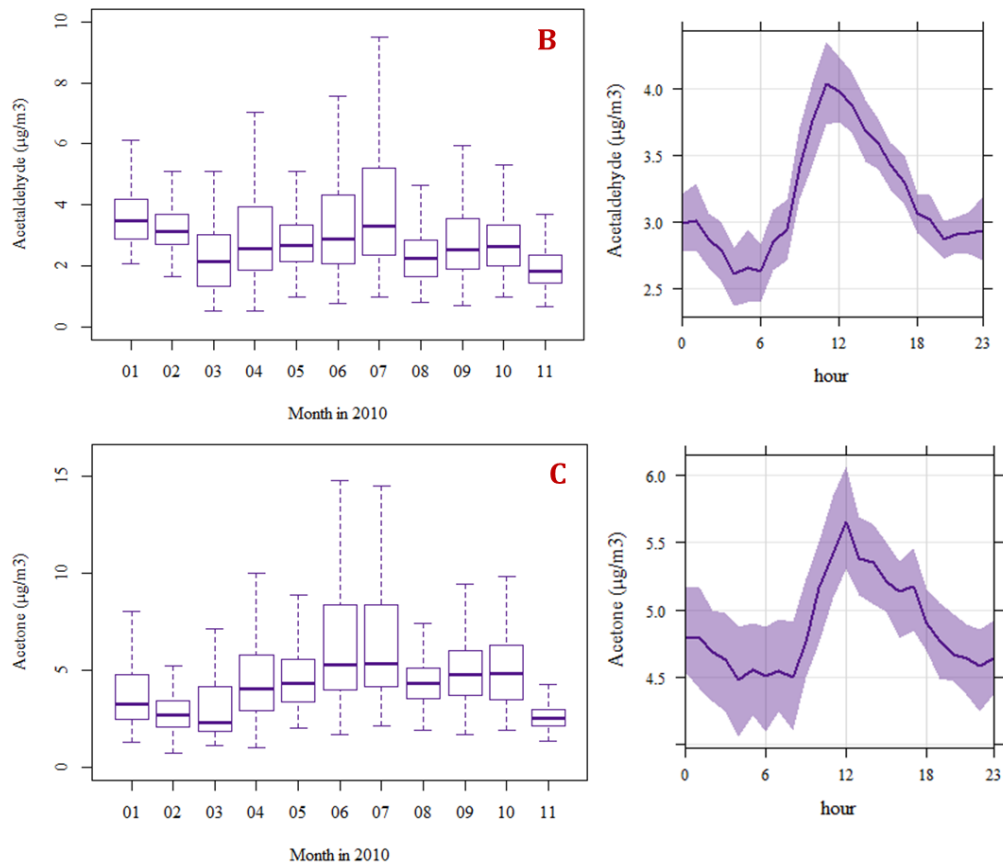 B
Acetaldehyde (μg/m3)
10
8
6
4
2
0
01 02 03 04 05 06 07 08 09 10 11
Month in 2010
Acetaldehyde (μg/m3)
4.0
3.5
3.0
2.5
0 6 12 18 23
hour
C
Acetone (μg/m3)
15
10
5
0
01 02 03 04 05 06 07 08 09 10 11
Month in 2010
Acetone (μg/m3)
6.0
5.5
5.0
4.5
0 6 12 18 23
hour